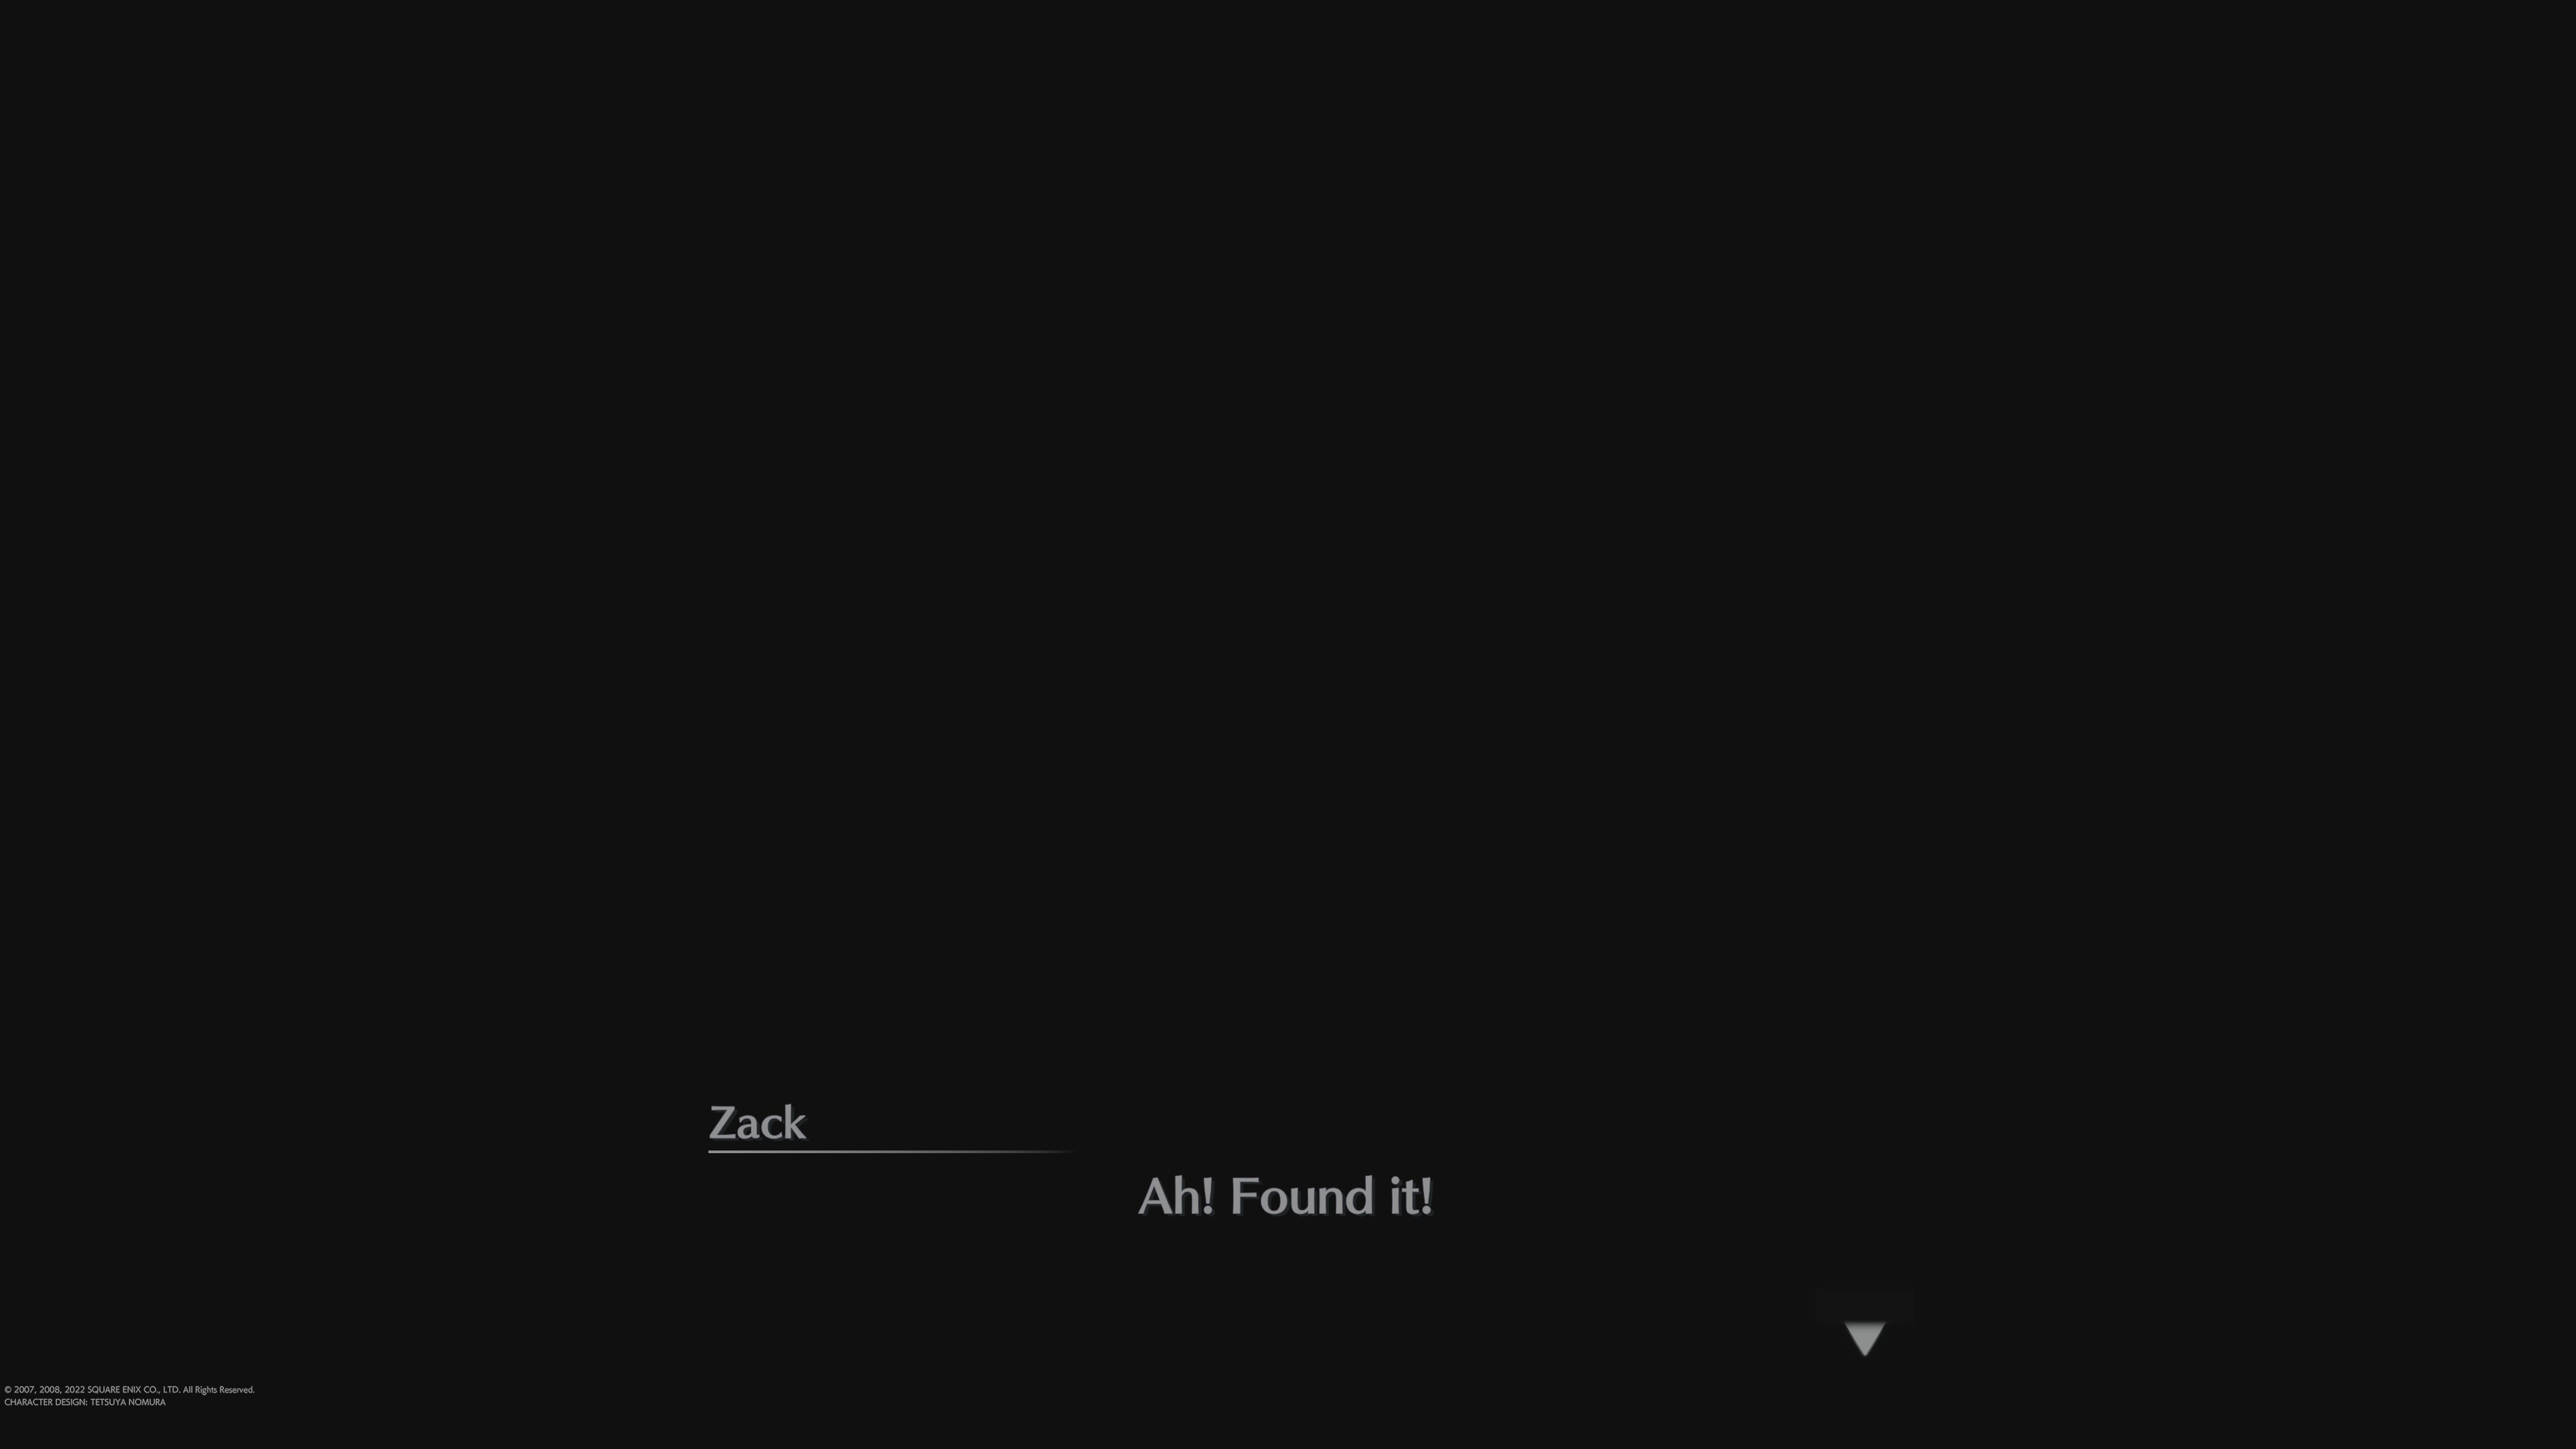 Zack
Ah! Found it!
© 2007, 2008, 2022 SQUARE ENIX CO., LTD. All Rights Reserved.
CHARACTER DESIGN: TETSUYA NOMURA